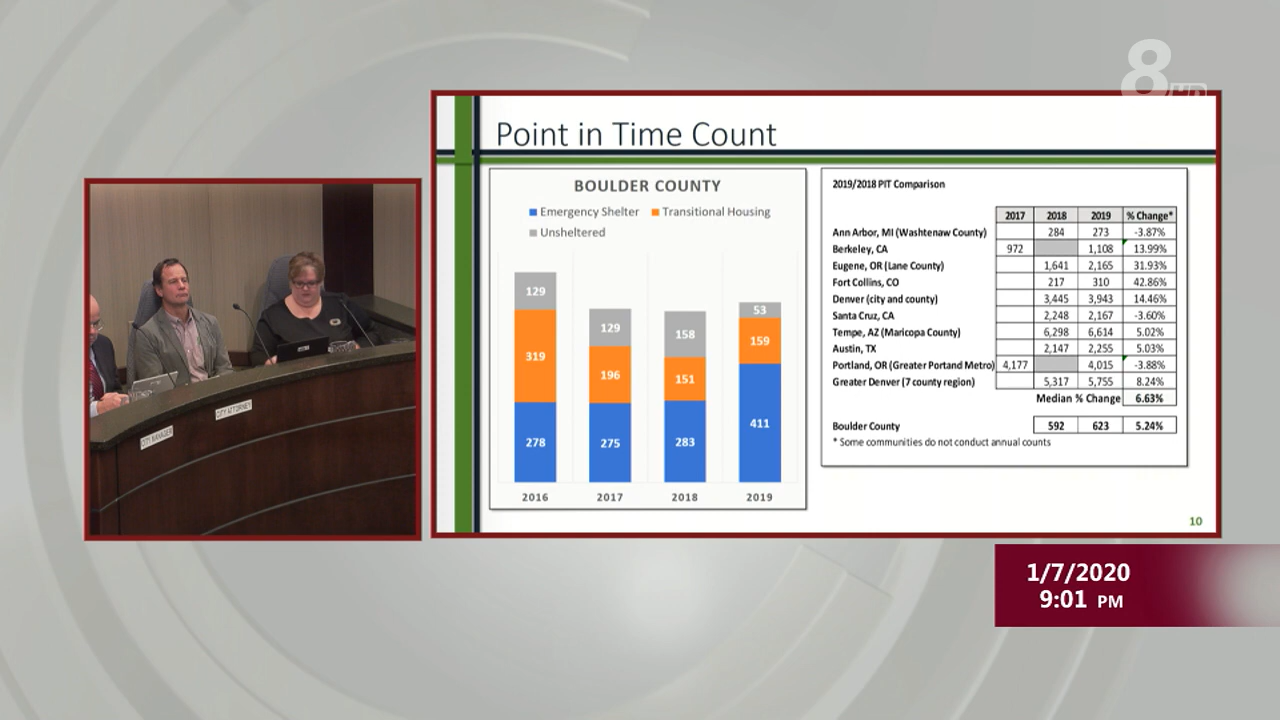 8
HD
Point in Time Count
BOULDER COUNTY
Emergency Shelter Transitional Housing
Unsheltered
129
319
278
129
196
275
158
151
283
53
159
411
2016 2017 2018 2019
2019/2018 PIT Comparison
2017 2018 2019 % Change*
Ann Arbor, MI (Washtenaw County) 284 273 -3.87%
Berkeley, CA 972 1,108 13.99%
Eugene, OR (Lane County) 1,641 2,165 31.93%
Fort Collins, CO 217 310 42.86%
Denver (city and county) 3,445 3,943 14.46%
Santa Cruz, CA 2,248 2,167 -3.60%
Tempe, AZ (Maricopa County) 6,298 6,614 5.02%
Austin, TX 2,147 2,255 5.03%
Portland, OR (Greater Portand Metro) 4,177 4,015 -3.88%
Greater Denver (7 county region) 5,317 5,755 8.24%
Median % Change 6.63%
Boulder County 592 623 5.24%
* Some communities do not conduct annual counts
10
CITY MANAGER
CITY ATTORNEY
1/7/2020
9:01 PM